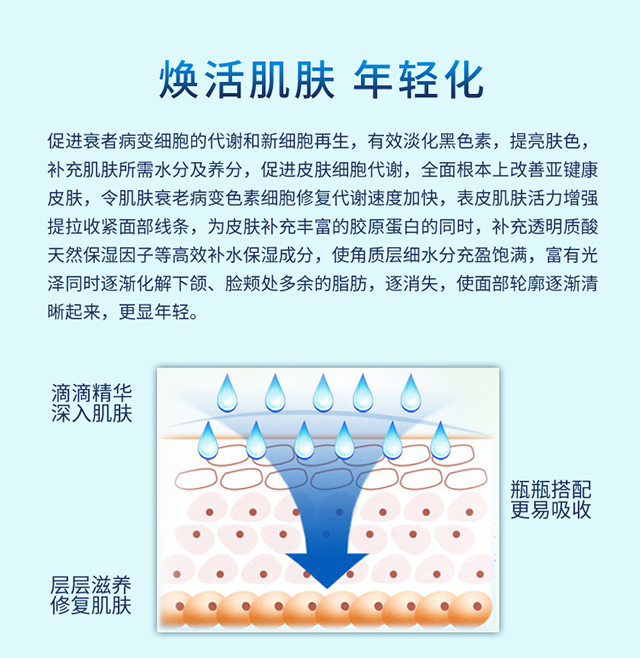 焕活肌肤 年轻化
促进衰者病变细胞的代谢和新细胞再生，有效淡化黑色素，提亮肤色，
补充肌肤所需水分及养分，促进皮肤细胞代谢，全面根本上改善亚键康
皮肤，令肌肤衰老病变色素细胞修复代谢速度加快，表皮肌肤活力增强
提拉收紧面部线条，为皮肤补充丰富的胶原蛋白的同时，补充透明质酸
天然保湿因子等高效补水保湿成分，使角质层细水分充盈饱满，富有光
泽同时逐渐化解下颌、脸颊处多余的脂肪，逐消失，使面部轮廓逐渐清
晰起来，更显年轻。
滴滴精华
深入肌肤
瓶瓶搭配
更易吸收
层层滋养
修复肌肤